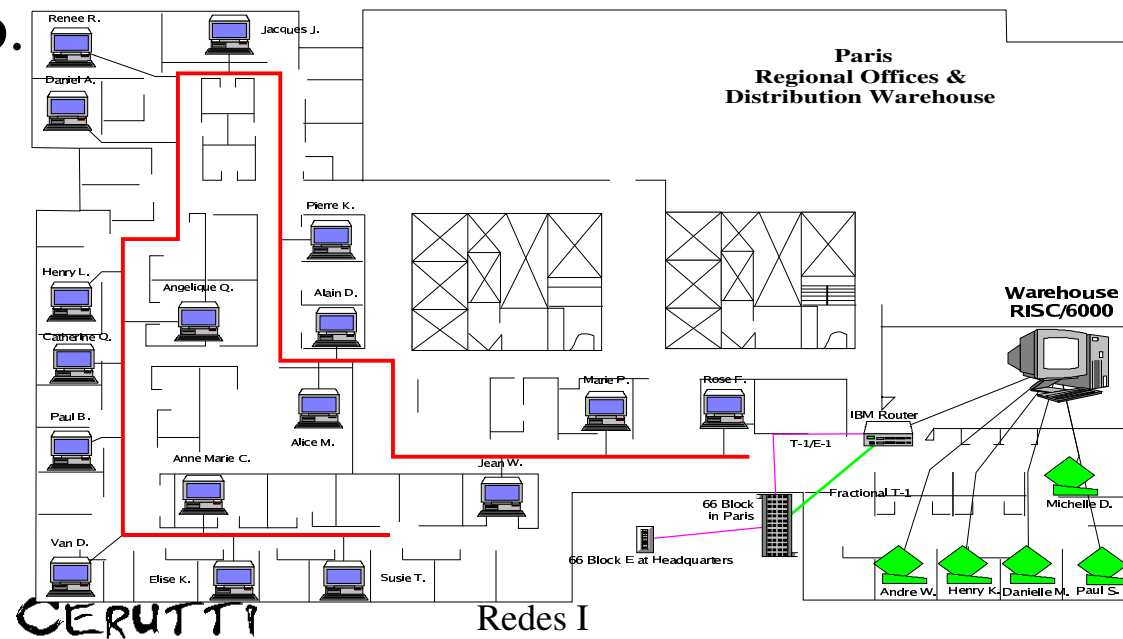 Renee R.
Jacques J.
Daniel A.
Paris
Regional Offices &
Distribution Warehouse
Pierre K.
Henry L.
Angelique Q.
Alain D.
Warehouse
RISC/6000
Catherine Q.
Marie P.
Rose F.
Paul B.
Alice M.
IBM Router
T-1/E-1
Anne Marie C.
Jean W.
Fractional T-1
66 Block
in Paris
Michelle D.
Van D.
66 Block E at Headquarters
Elise K.
Susie T.
Andre W.
Henry K.
Danielle M.
Paul S.
CERUTTI
Redes I